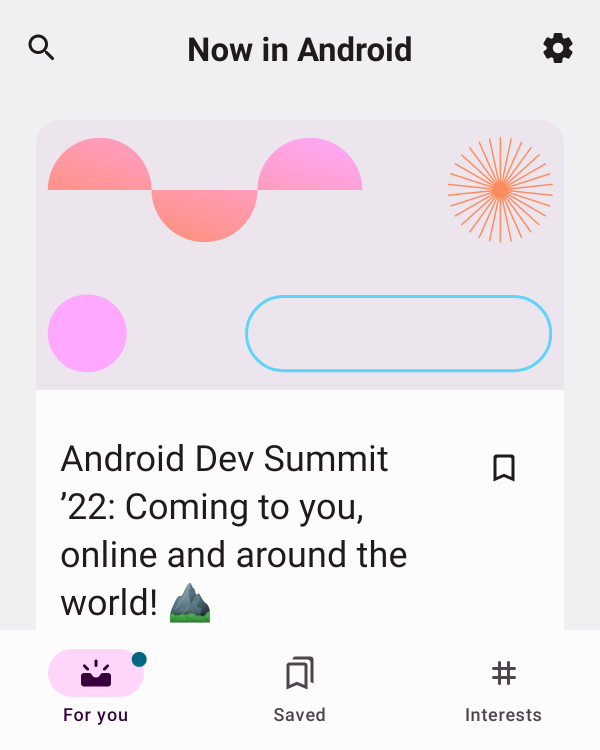 Now in Android
Android Dev Summit
’22: Coming to you,
online and around the
world! ⛰️
For you
Saved
Interests